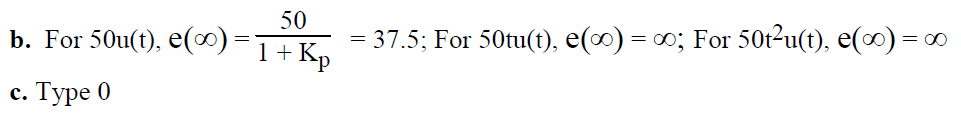 b. For 50u(t), e(∞) = 50 / (1 + Kp) = 37.5; For 50tu(t), e(∞) = ∞; For 50t²u(t), e(∞) = ∞
c. Type 0